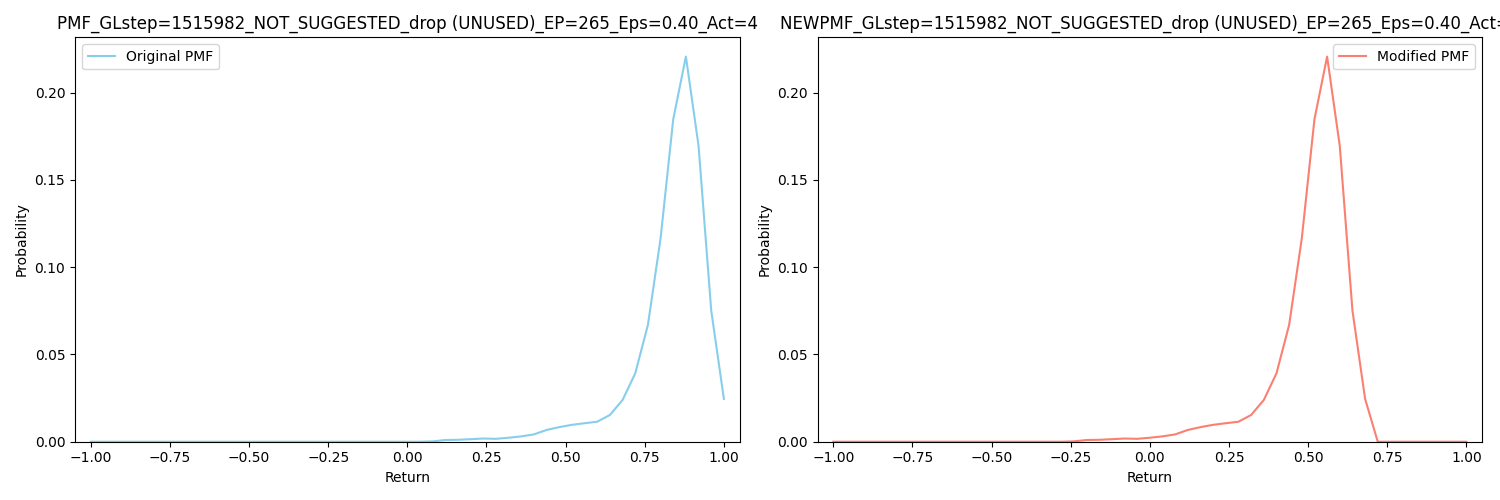 PMF_GLstep=1515982_NOT_SUGGESTED_drop (UNUSED)_EP=265_Eps=0.40_Act=4
Original PMF
Probability
0.20
0.15
0.10
0.05
0.00
−1.00 −0.75 −0.50 −0.25 0.00 0.25 0.50 0.75 1.00
Return
NEWPMF_GLstep=1515982_NOT_SUGGESTED_drop (UNUSED)_EP=265_Eps=0.40_Act=
Modified PMF
Probability
0.20
0.15
0.10
0.05
0.00
−1.00 −0.75 −0.50 −0.25 0.00 0.25 0.50 0.75 1.00
Return